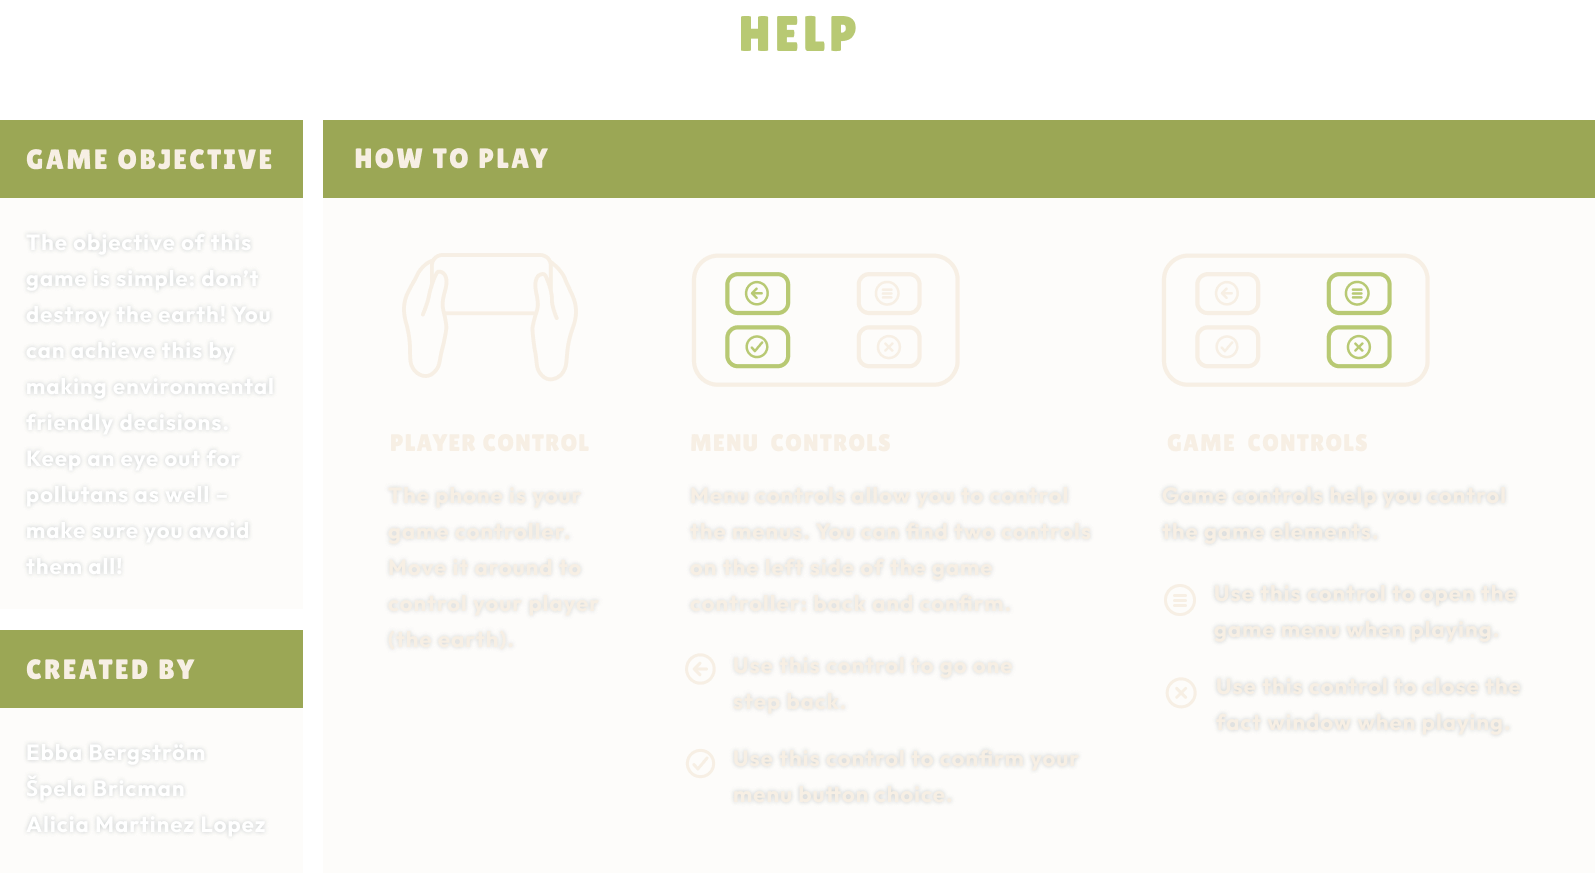 HELP
GAME OBJECTIVE
The objective of this
game is simple: don't
destroy the earth! You
can achieve this by
making environmental
friendly decisions.
Keep an eye out for
pollutans as well –
make sure you avoid
them all!
CREATED BY
Ebba Bergström
Špela Bricman
Alicia Martinez Lopez
HOW TO PLAY
PLAYER CONTROL
The phone is your
game controller.
Move it around to
control your player
(the earth).
MENU CONTROLS
Menu controls allow you to control
the menus. You can find two controls
on the left side of the game
controller: back and confirm.
Use this control to go one
step back.
Use this control to confirm your
menu button choice.
GAME CONTROLS
Game controls help you control
the game elements.
Use this control to open the
game menu when playing.
Use this control to close the
fact window when playing.